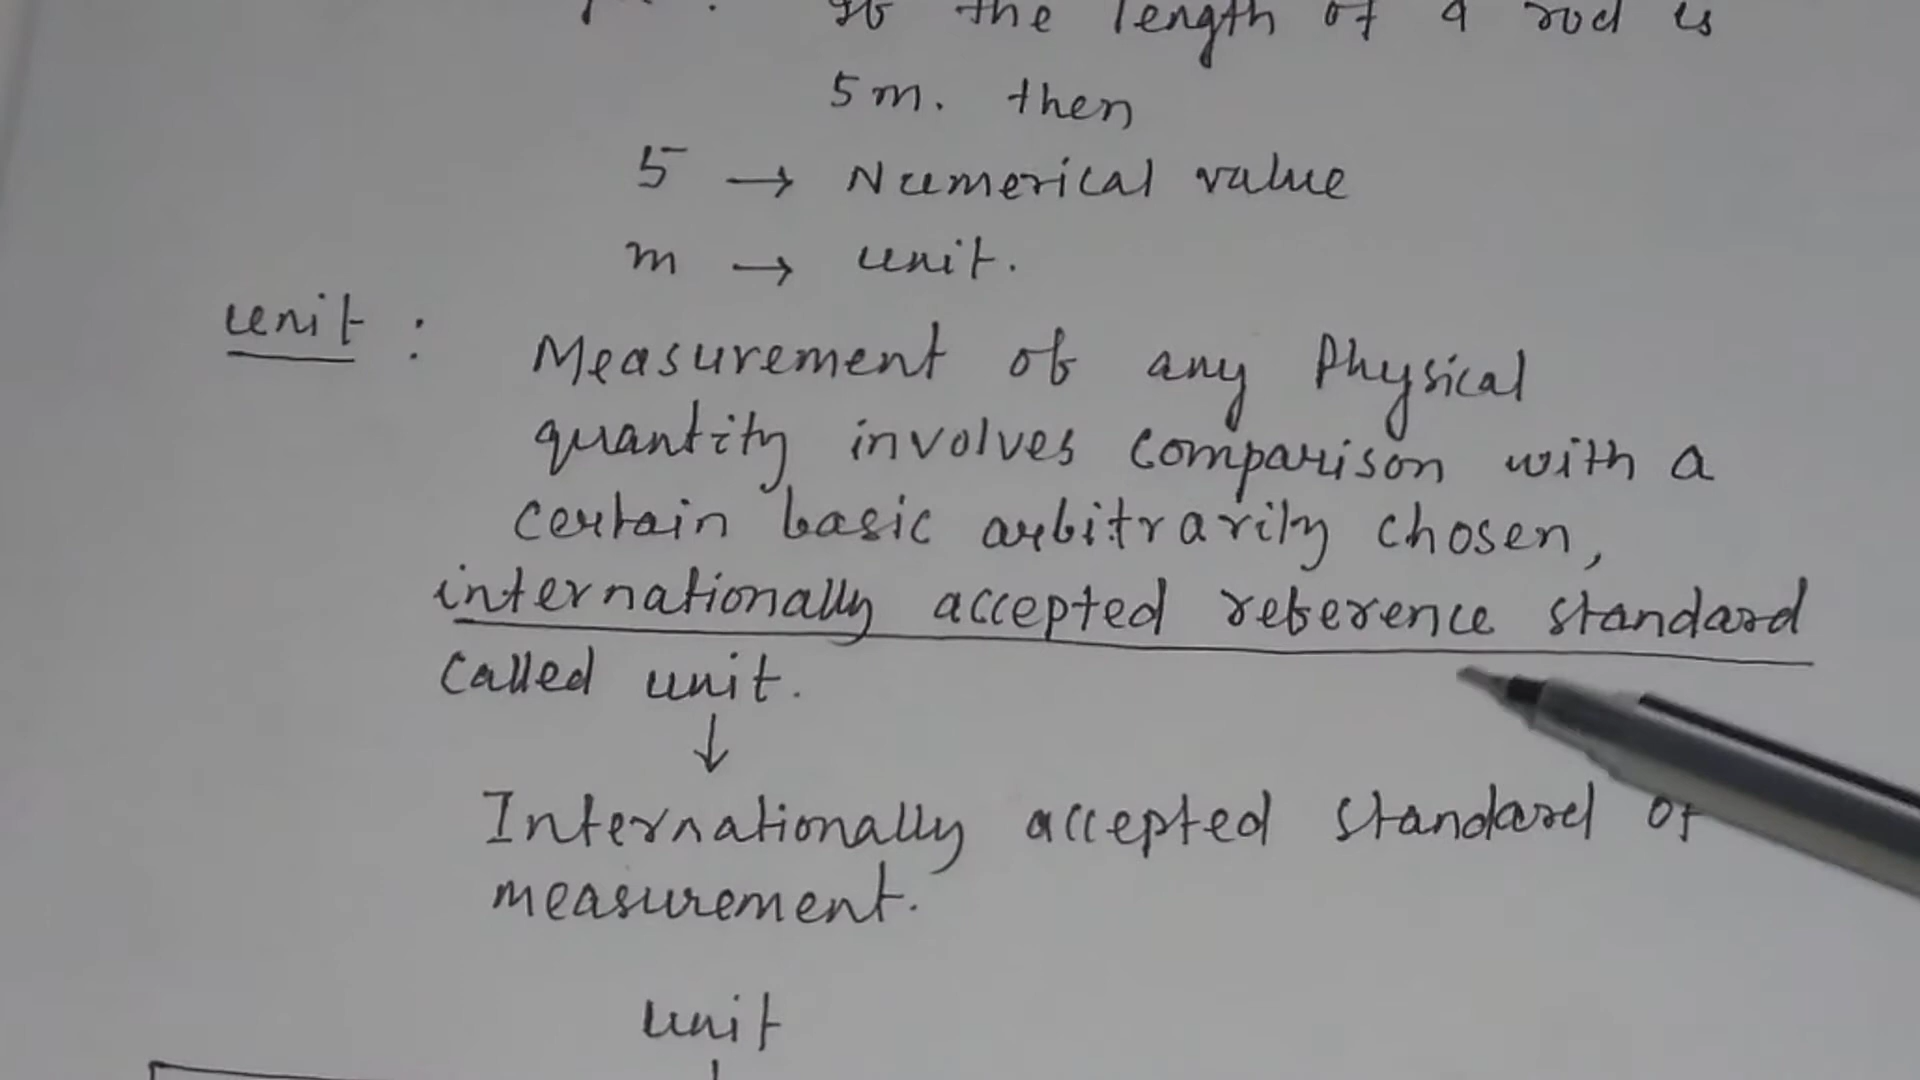 If the length of a rod is
5m. then
5 → Numerical value
m → unit.
unit :
Measurement of any Physical
quantity involves comparison with a
certain basic arbitrarily chosen,
internationally accepted reference standard
called unit.
↓
Internationally accepted standard of
measurement.
unit